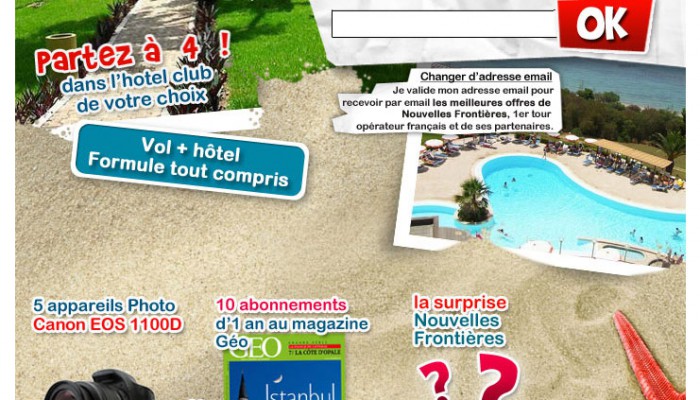 OK
Partez à 4 !
dans l'hotel club
de votre choix
Vol + hôtel
Formule tout compris
Changer d'adresse email
Je valide mon adresse email pour
recevoir par email les meilleures offres de
Nouvelles Frontières, 1er tour
opérateur français et de ses partenaires.
5 appareils Photo
Canon EOS 1100D
10 abonnements
d'1 an au magazine
Géo
GEO
LA CÔTE D'OPALE
Istanbul
la surprise
Nouvelles
Frontières
? ?